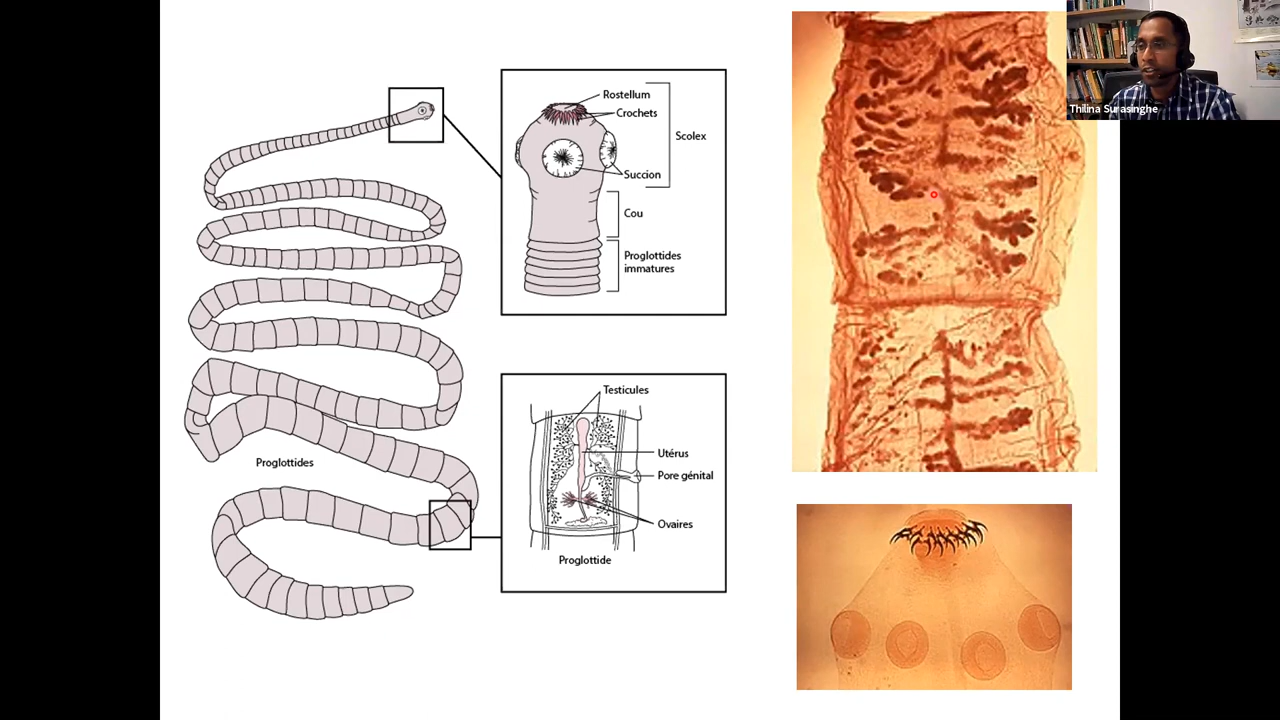 Rostellum
Crochets
Scolex
Succion
Cou
Proglottides
immatures
Proglottides
Testicules
Utérus
Pore génital
Ovaires
Proglottide
Thilina Surasinghe